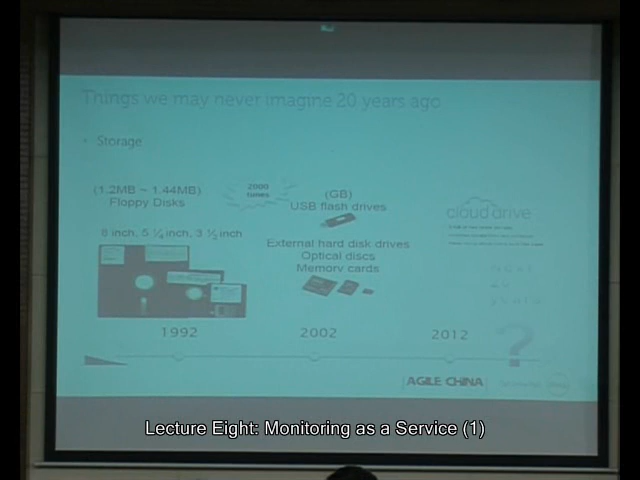 Things we may never imagine 20 years ago
• Storage
(1.2MB ~ 1.44MB)
Floppy Disks
8 inch, 5 ¼ inch, 3 ½ inch
2000
times
(GB)
USB flash drives
External hard disk drives
Optical discs
Memory cards
cloud drive
1992
2002
2012
?
AGILE CHINA
Lecture Eight: Monitoring as a Service (1)